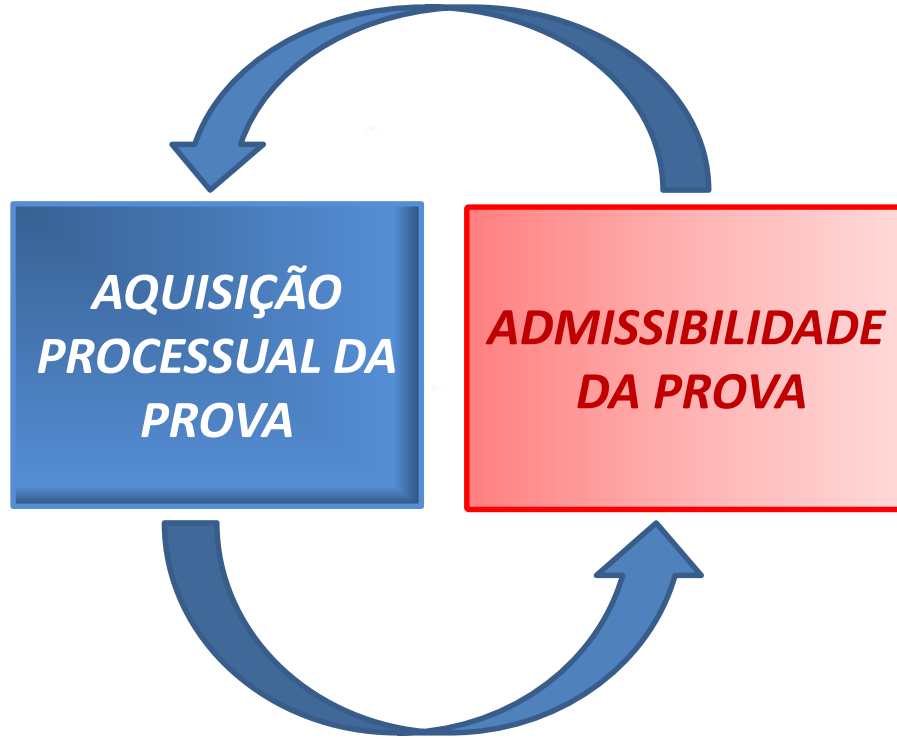 AQUISIÇÃO
PROCESSUAL DA
PROVA
ADMISSIBILIDADE
DA PROVA